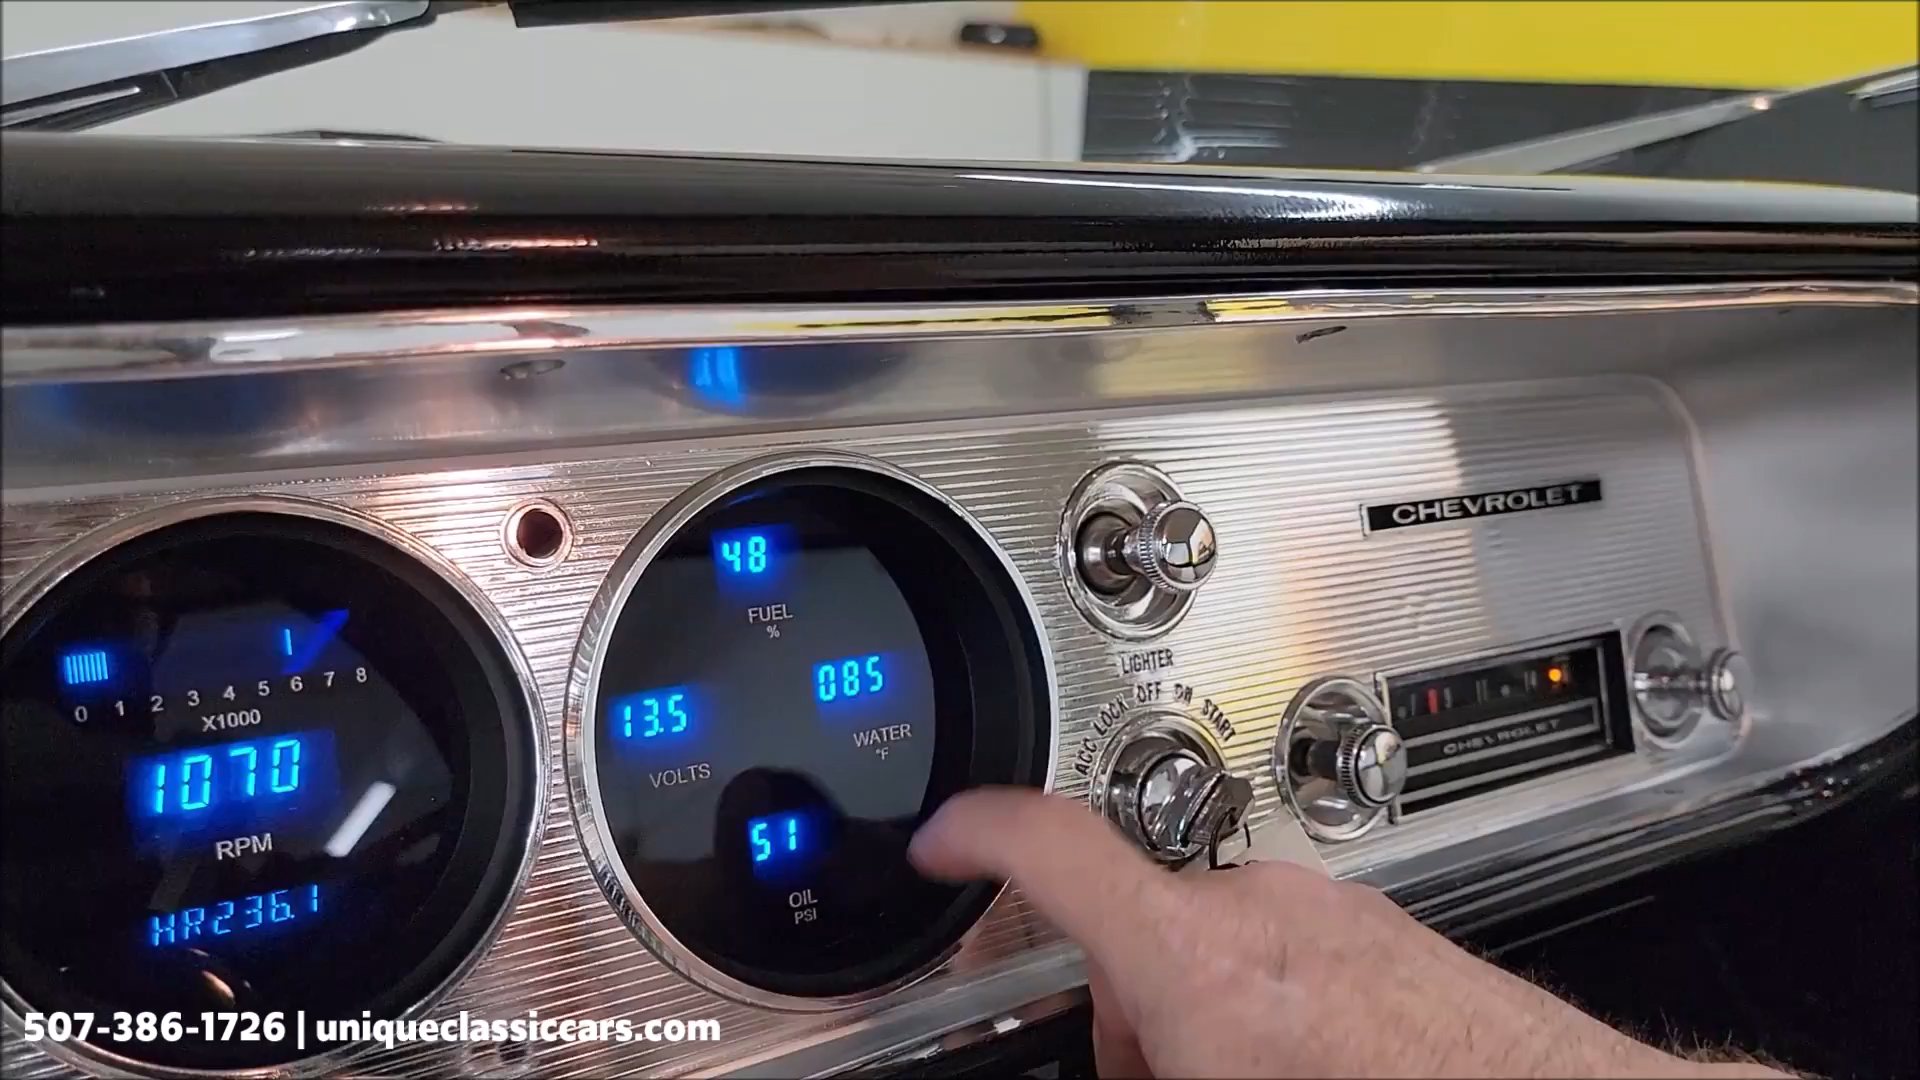 0 1 2 3 4 5 6 7 8
X1000
1070
RPM
HR236.1
48
FUEL
%
13.5
VOLTS
085
WATER
°F
51
OIL
PSI
LIGHTER
ACC LOCK OFF ON START
CHEVROLET
CHEVROLET
507-386-1726 | uniqueclassiccars.com